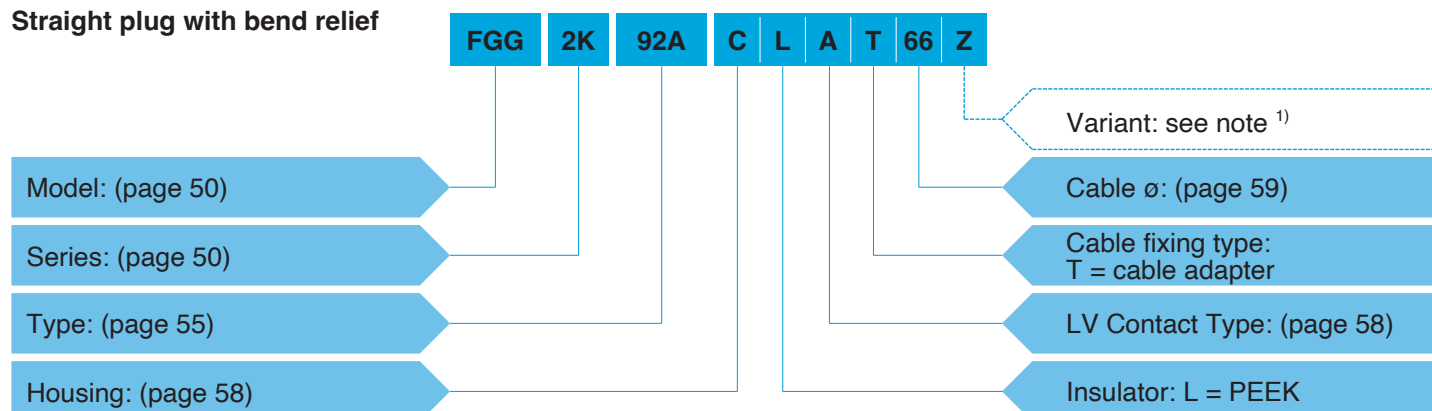 Straight plug with bend relief
FGG 2K 92A C L A T 66 Z
Variant: see note 1)
Model: (page 50)
Cable ø: (page 59)
Series: (page 50)
Cable fixing type:
T = cable adapter
Type: (page 55)
LV Contact Type: (page 58)
Housing: (page 58)
Insulator: L = PEEK